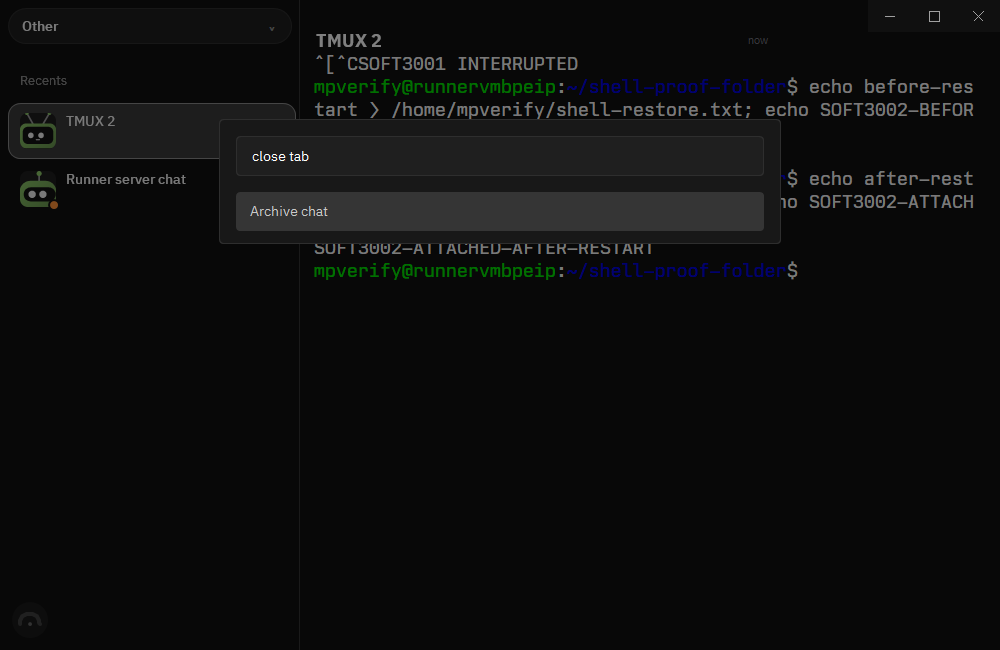 Other
Recents
TMUX 2
Runner server chat
TMUX 2
now
^[^CSOFT3001 INTERRUPTED
mpverify@runnervmbpeip:~/shell-proof-folder$ echo before-res
tart > /home/mpverify/shell-restore.txt; echo SOFT3002-BEFOR
close tab
Archive chat
$ echo after-rest
SOFT3002-ATTACH
SOFT3002-ATTACHED-AFTER-RESTART
mpverify@runnervmbpeip:~/shell-proof-folder$